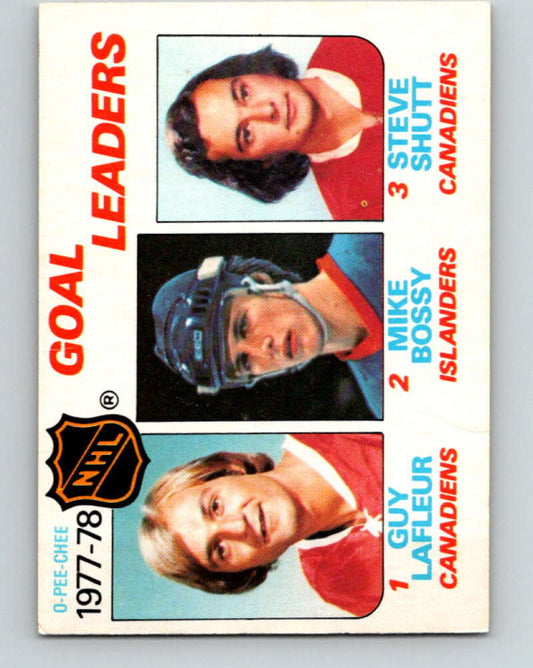 O-PEE-CHEE
1977-78
NHL®
GOAL
LEADERS
1 GUY
LAFLEUR
CANADIENS
2 MIKE
BOSSY
ISLANDERS
3 STEVE
SHUTT
CANADIENS